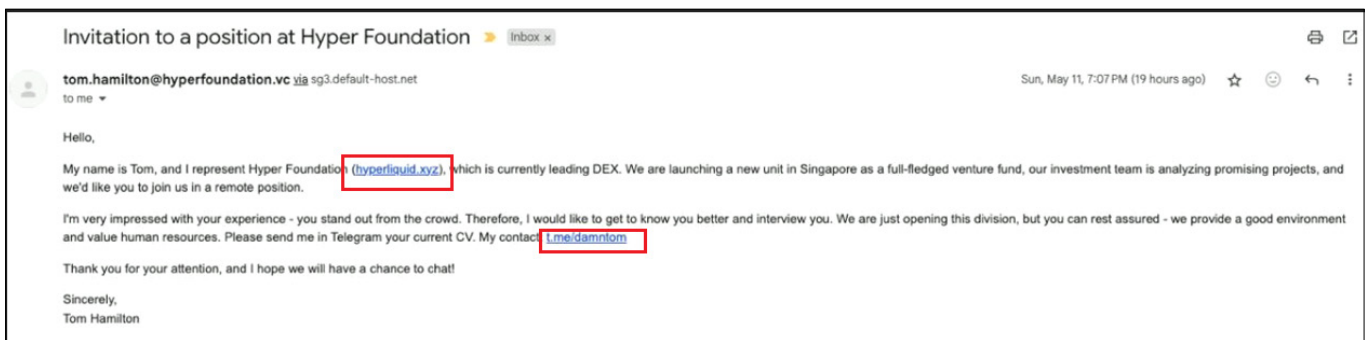 Invitation to a position at Hyper Foundation Inbox x
tom.hamilton@hyperfoundation.vc via sg3.default-host.net Sun, May 11, 7:07 PM (19 hours ago)
to me
Hello,
My name is Tom, and I represent Hyper Foundation (hyperliquid.xyz), which is currently leading DEX. We are launching a new unit in Singapore as a full-fledged venture fund, our investment team is analyzing promising projects, and
we'd like you to join us in a remote position.
I'm very impressed with your experience - you stand out from the crowd. Therefore, I would like to get to know you better and interview you. We are just opening this division, but you can rest assured - we provide a good environment
and value human resources. Please send me in Telegram your current CV. My contact t.me/damntom
Thank you for your attention, and I hope we will have a chance to chat!
Sincerely,
Tom Hamilton